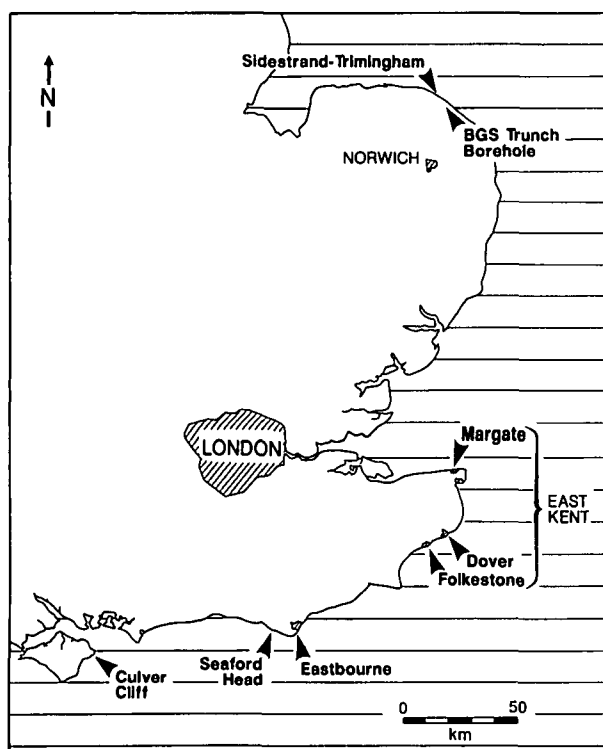 Sidestrand-Trimingham
N
BGS Trunch
Borehole
NORWICH
LONDON
Margate
EAST
KENT
Dover
Folkestone
Seaford
Head
Eastbourne
Culver
Cliff
0 50
km